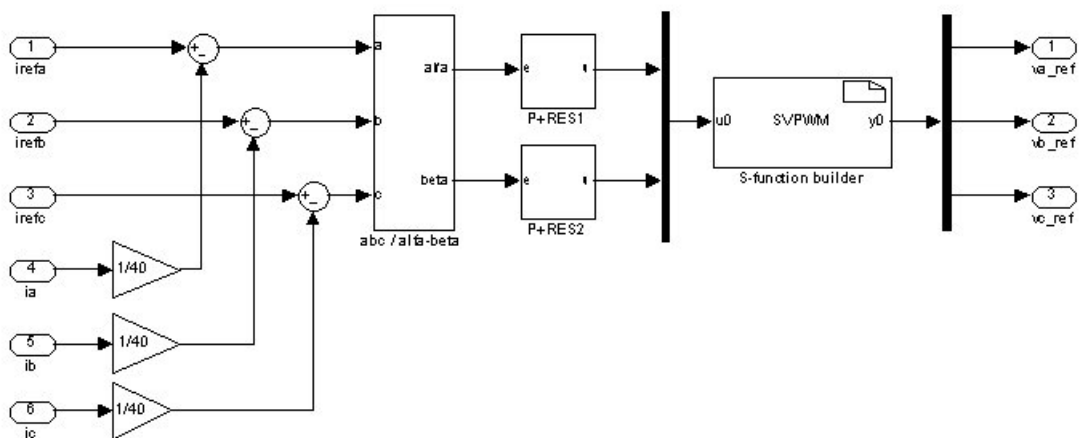 1
irefa
2
irefb
3
irefc
4
ia
5
ib
6
ic
1/40
1/40
1/40
+
-
+
-
+
-
a
b
c
alfa
beta
abc / alfa-beta
e
u
P+RES1
e
u
P+RES2
u0
SVPWM
y0
S-function builder
1
va_ref
2
vb_ref
3
vc_ref